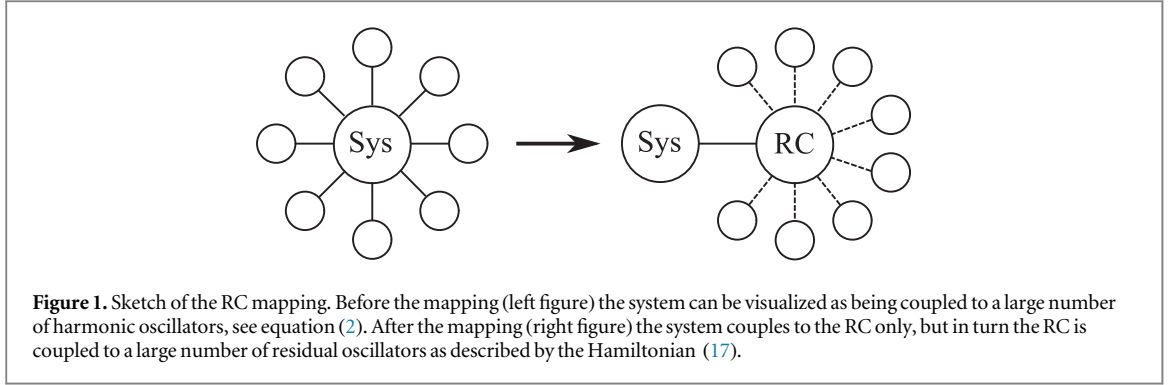 Sys
Sys
RC
Figure 1. Sketch of the RC mapping. Before the mapping (left figure) the system can be visualized as being coupled to a large number
of harmonic oscillators, see equation (2). After the mapping (right figure) the system couples to the RC only, but in turn the RC is
coupled to a large number of residual oscillators as described by the Hamiltonian (17).